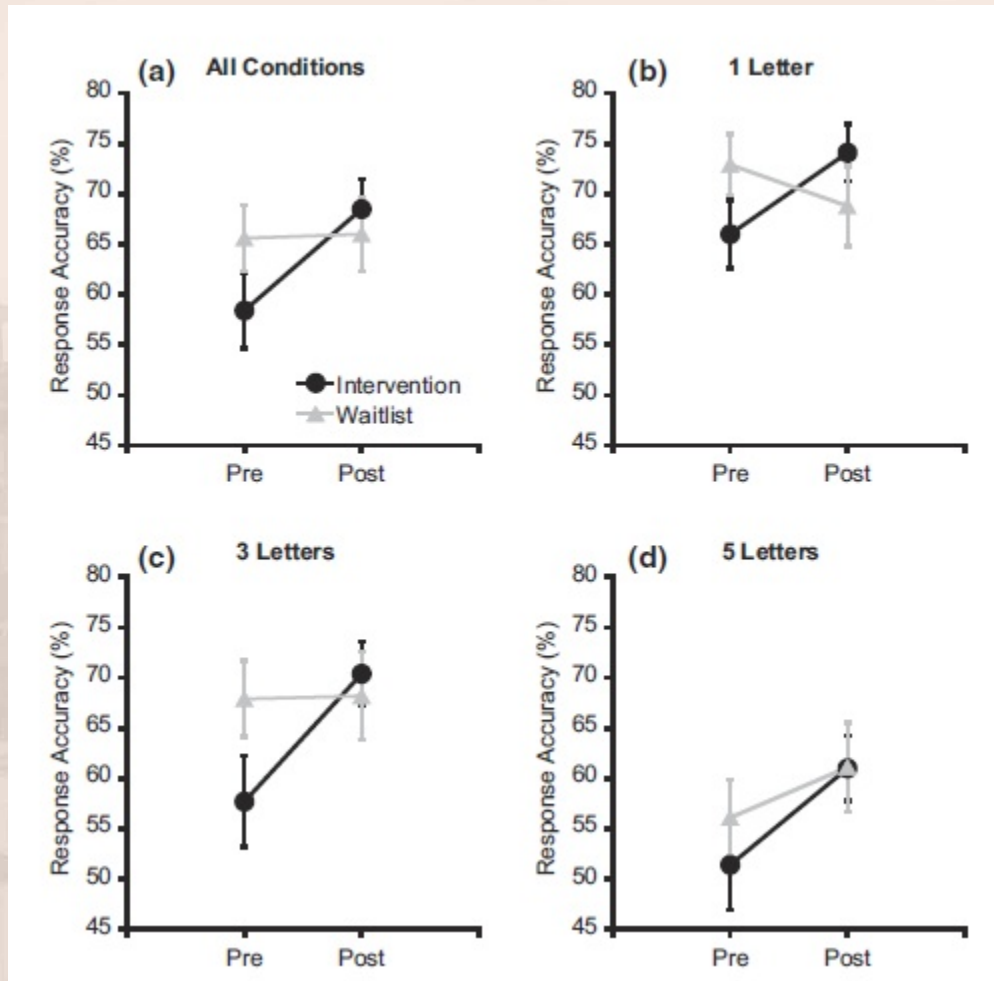 (a) All Conditions
80
75
70
65
60
55
50
45
Response Accuracy (%)
Intervention
Waitlist
Pre Post
(b) 1 Letter
80
75
70
65
60
55
50
45
Response Accuracy (%)
Pre Post
(c) 3 Letters
80
75
70
65
60
55
50
45
Response Accuracy (%)
Pre Post
(d) 5 Letters
80
75
70
65
60
55
50
45
Response Accuracy (%)
Pre Post